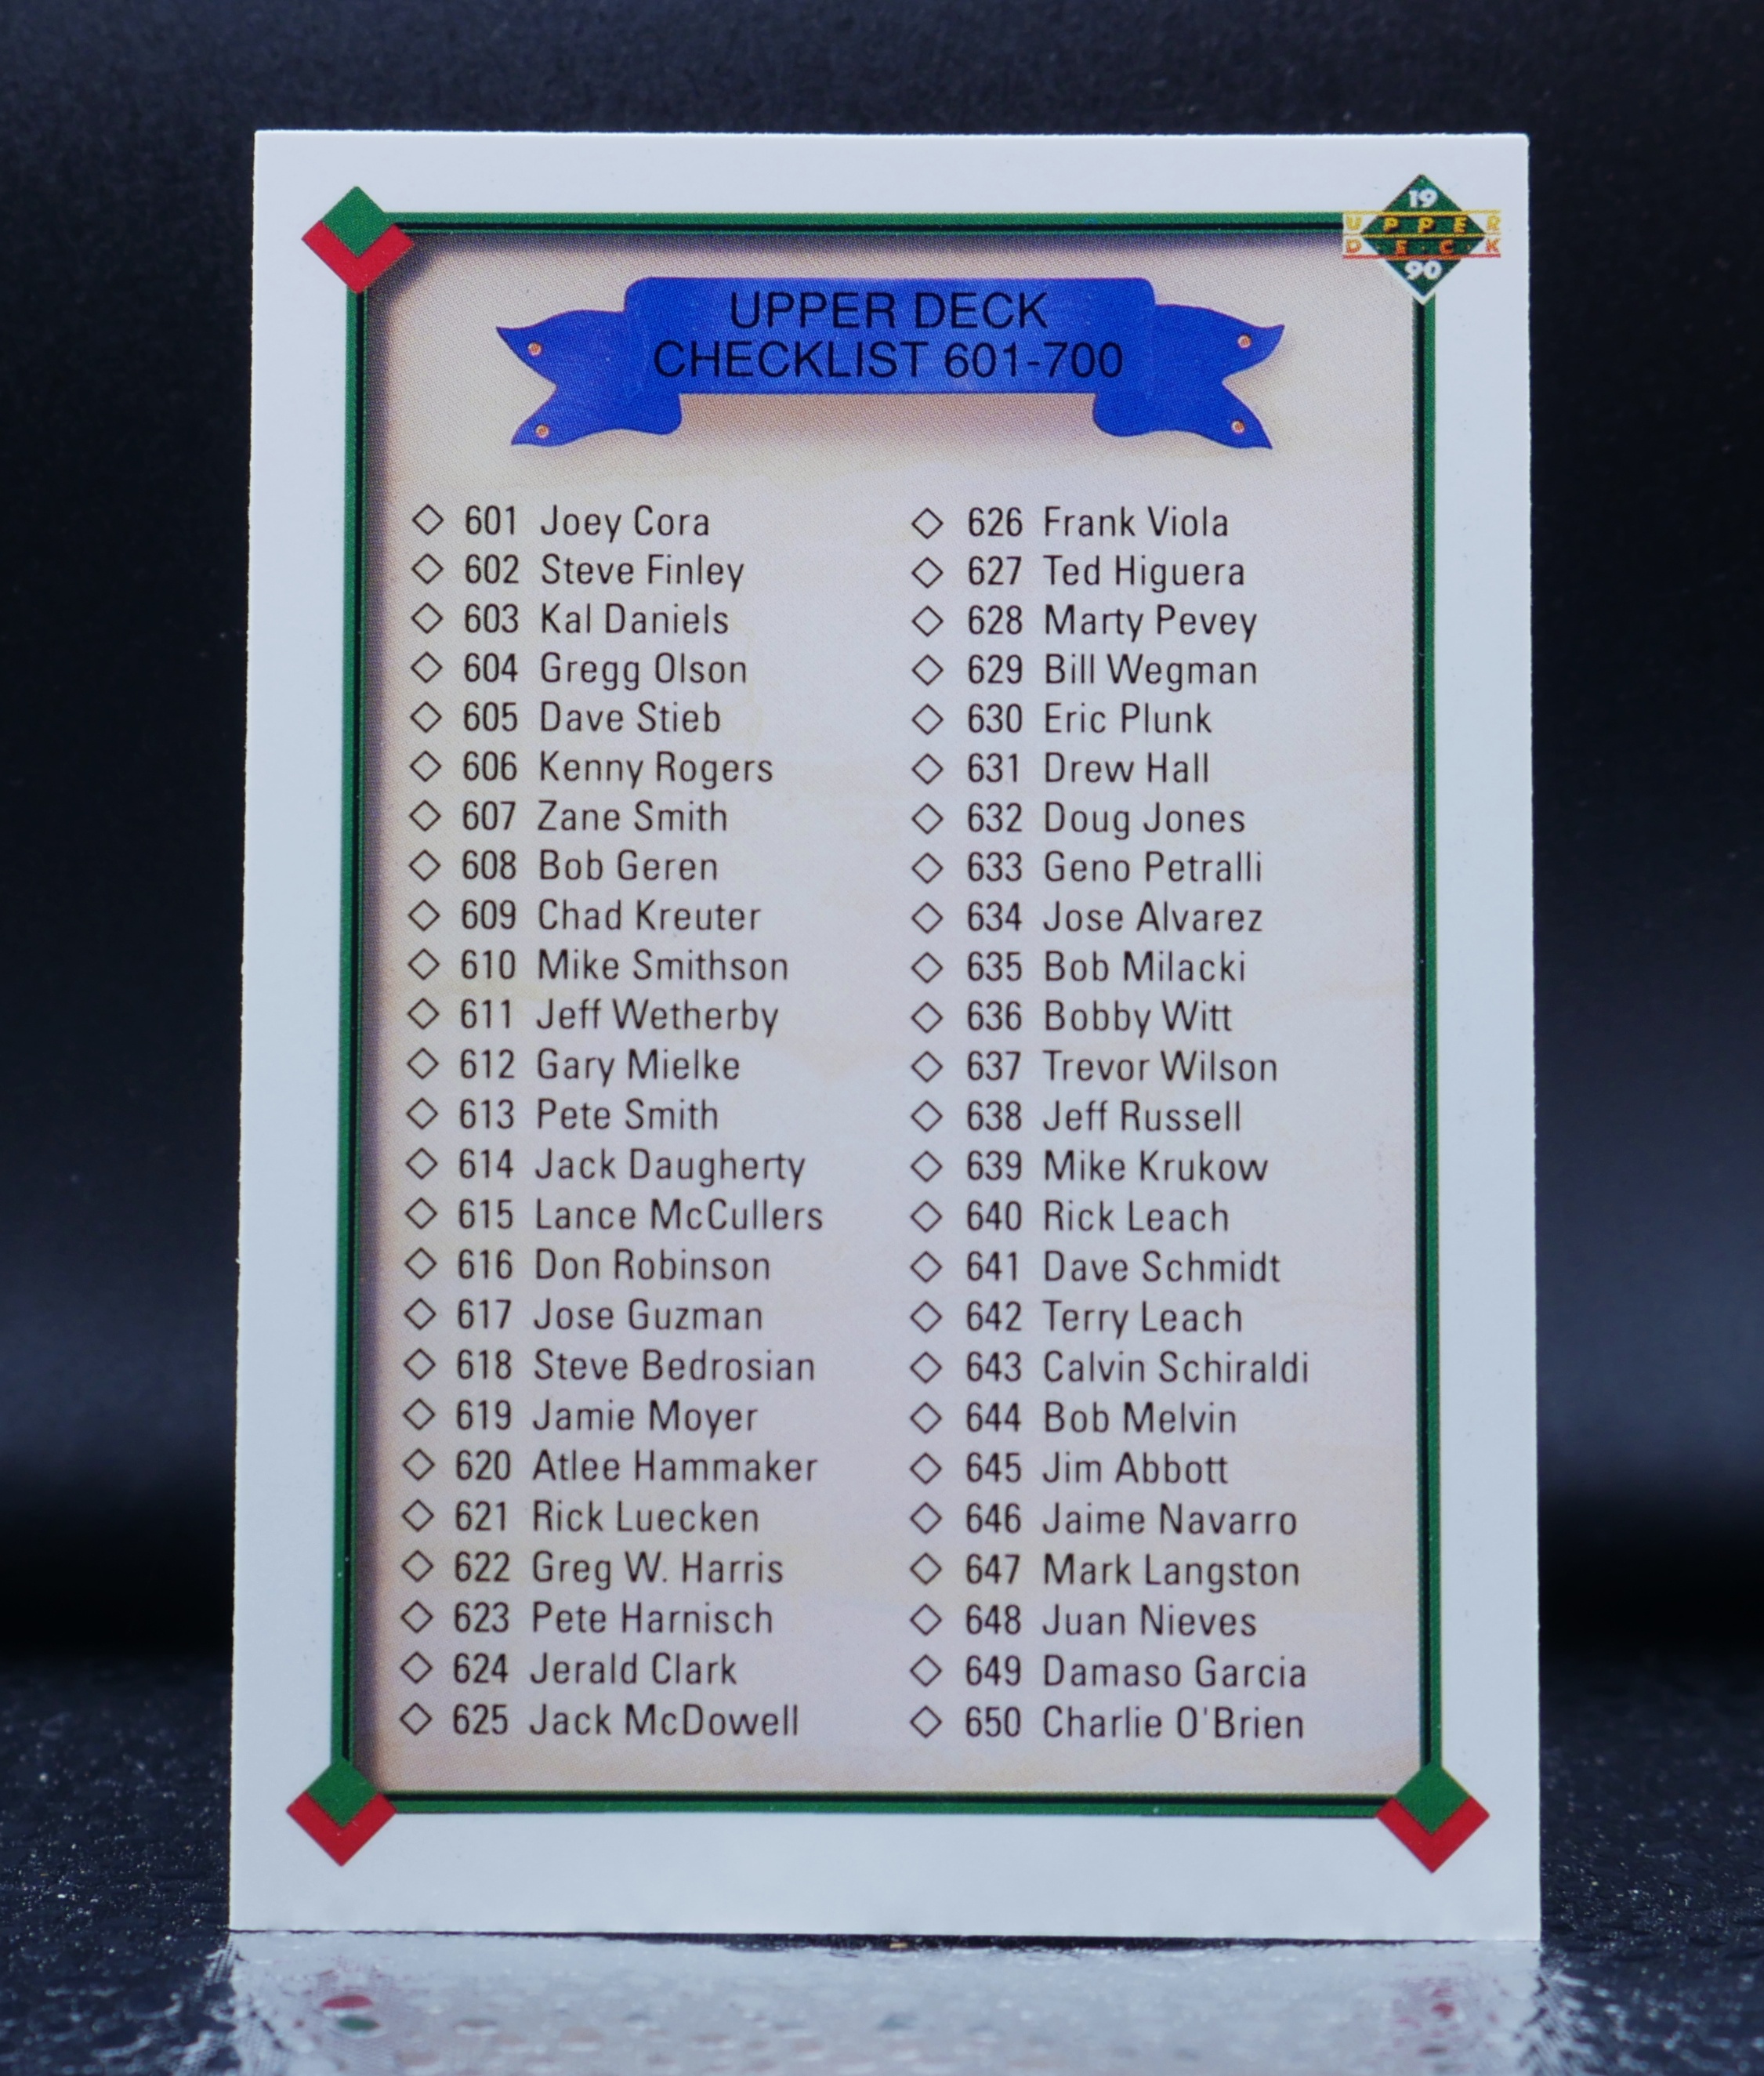 19
UPPER
DECK
90
UPPER DECK
CHECKLIST 601-700
◇ 601 Joey Cora
◇ 602 Steve Finley
◇ 603 Kal Daniels
◇ 604 Gregg Olson
◇ 605 Dave Stieb
◇ 606 Kenny Rogers
◇ 607 Zane Smith
◇ 608 Bob Geren
◇ 609 Chad Kreuter
◇ 610 Mike Smithson
◇ 611 Jeff Wetherby
◇ 612 Gary Mielke
◇ 613 Pete Smith
◇ 614 Jack Daugherty
◇ 615 Lance McCullers
◇ 616 Don Robinson
◇ 617 Jose Guzman
◇ 618 Steve Bedrosian
◇ 619 Jamie Moyer
◇ 620 Atlee Hammaker
◇ 621 Rick Luecken
◇ 622 Greg W. Harris
◇ 623 Pete Harnisch
◇ 624 Jerald Clark
◇ 625 Jack McDowell
◇ 626 Frank Viola
◇ 627 Ted Higuera
◇ 628 Marty Pevey
◇ 629 Bill Wegman
◇ 630 Eric Plunk
◇ 631 Drew Hall
◇ 632 Doug Jones
◇ 633 Geno Petralli
◇ 634 Jose Alvarez
◇ 635 Bob Milacki
◇ 636 Bobby Witt
◇ 637 Trevor Wilson
◇ 638 Jeff Russell
◇ 639 Mike Krukow
◇ 640 Rick Leach
◇ 641 Dave Schmidt
◇ 642 Terry Leach
◇ 643 Calvin Schiraldi
◇ 644 Bob Melvin
◇ 645 Jim Abbott
◇ 646 Jaime Navarro
◇ 647 Mark Langston
◇ 648 Juan Nieves
◇ 649 Damaso Garcia
◇ 650 Charlie O'Brien